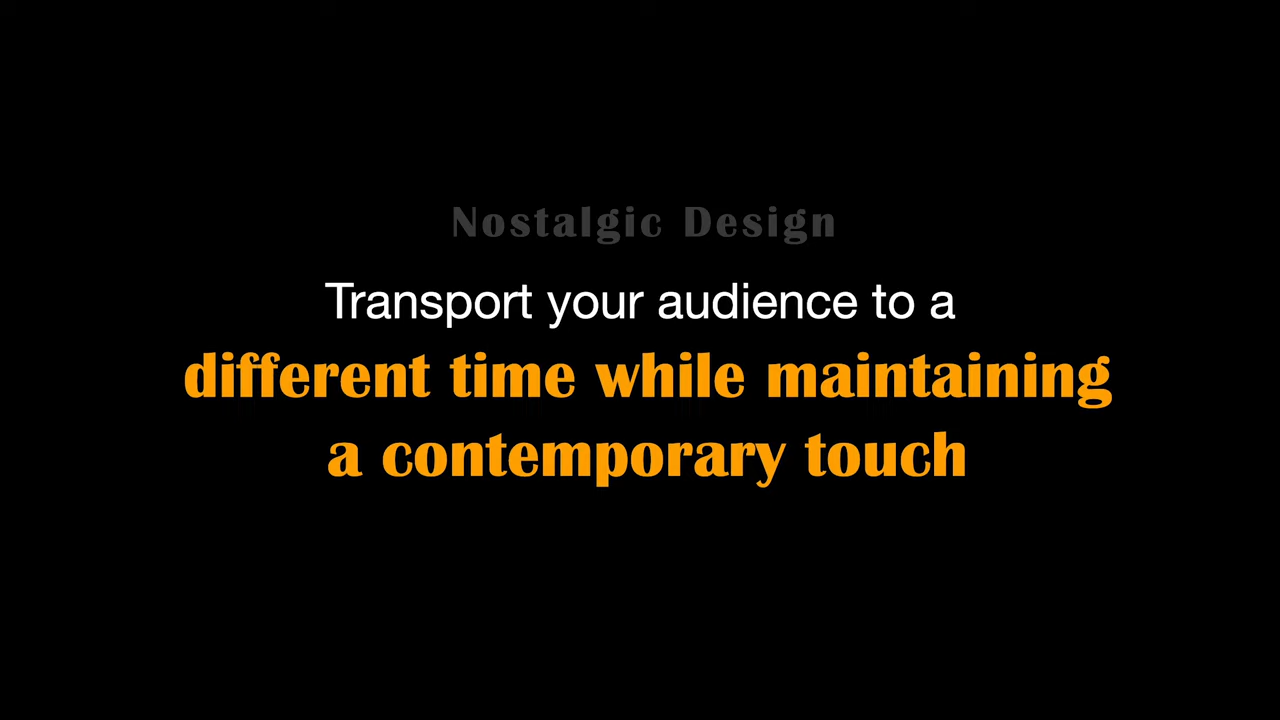 Nostalgic Design
Transport your audience to a
different time while maintaining
a contemporary touch